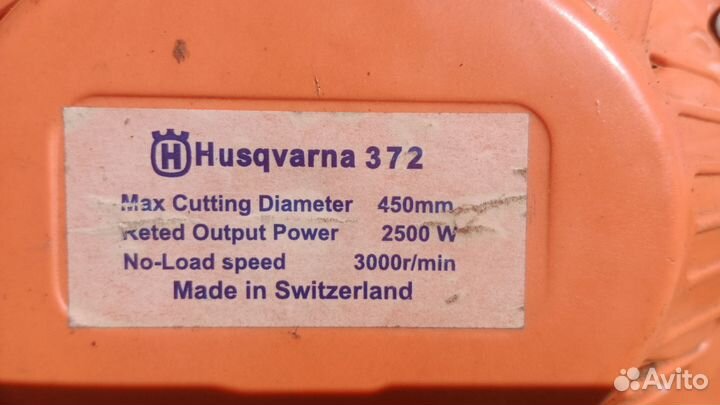 H Husqvarna 372
Max Cutting Diameter 450mm
Reted Output Power 2500 W
No-Load speed 3000r/min
Made in Switzerland
Avito